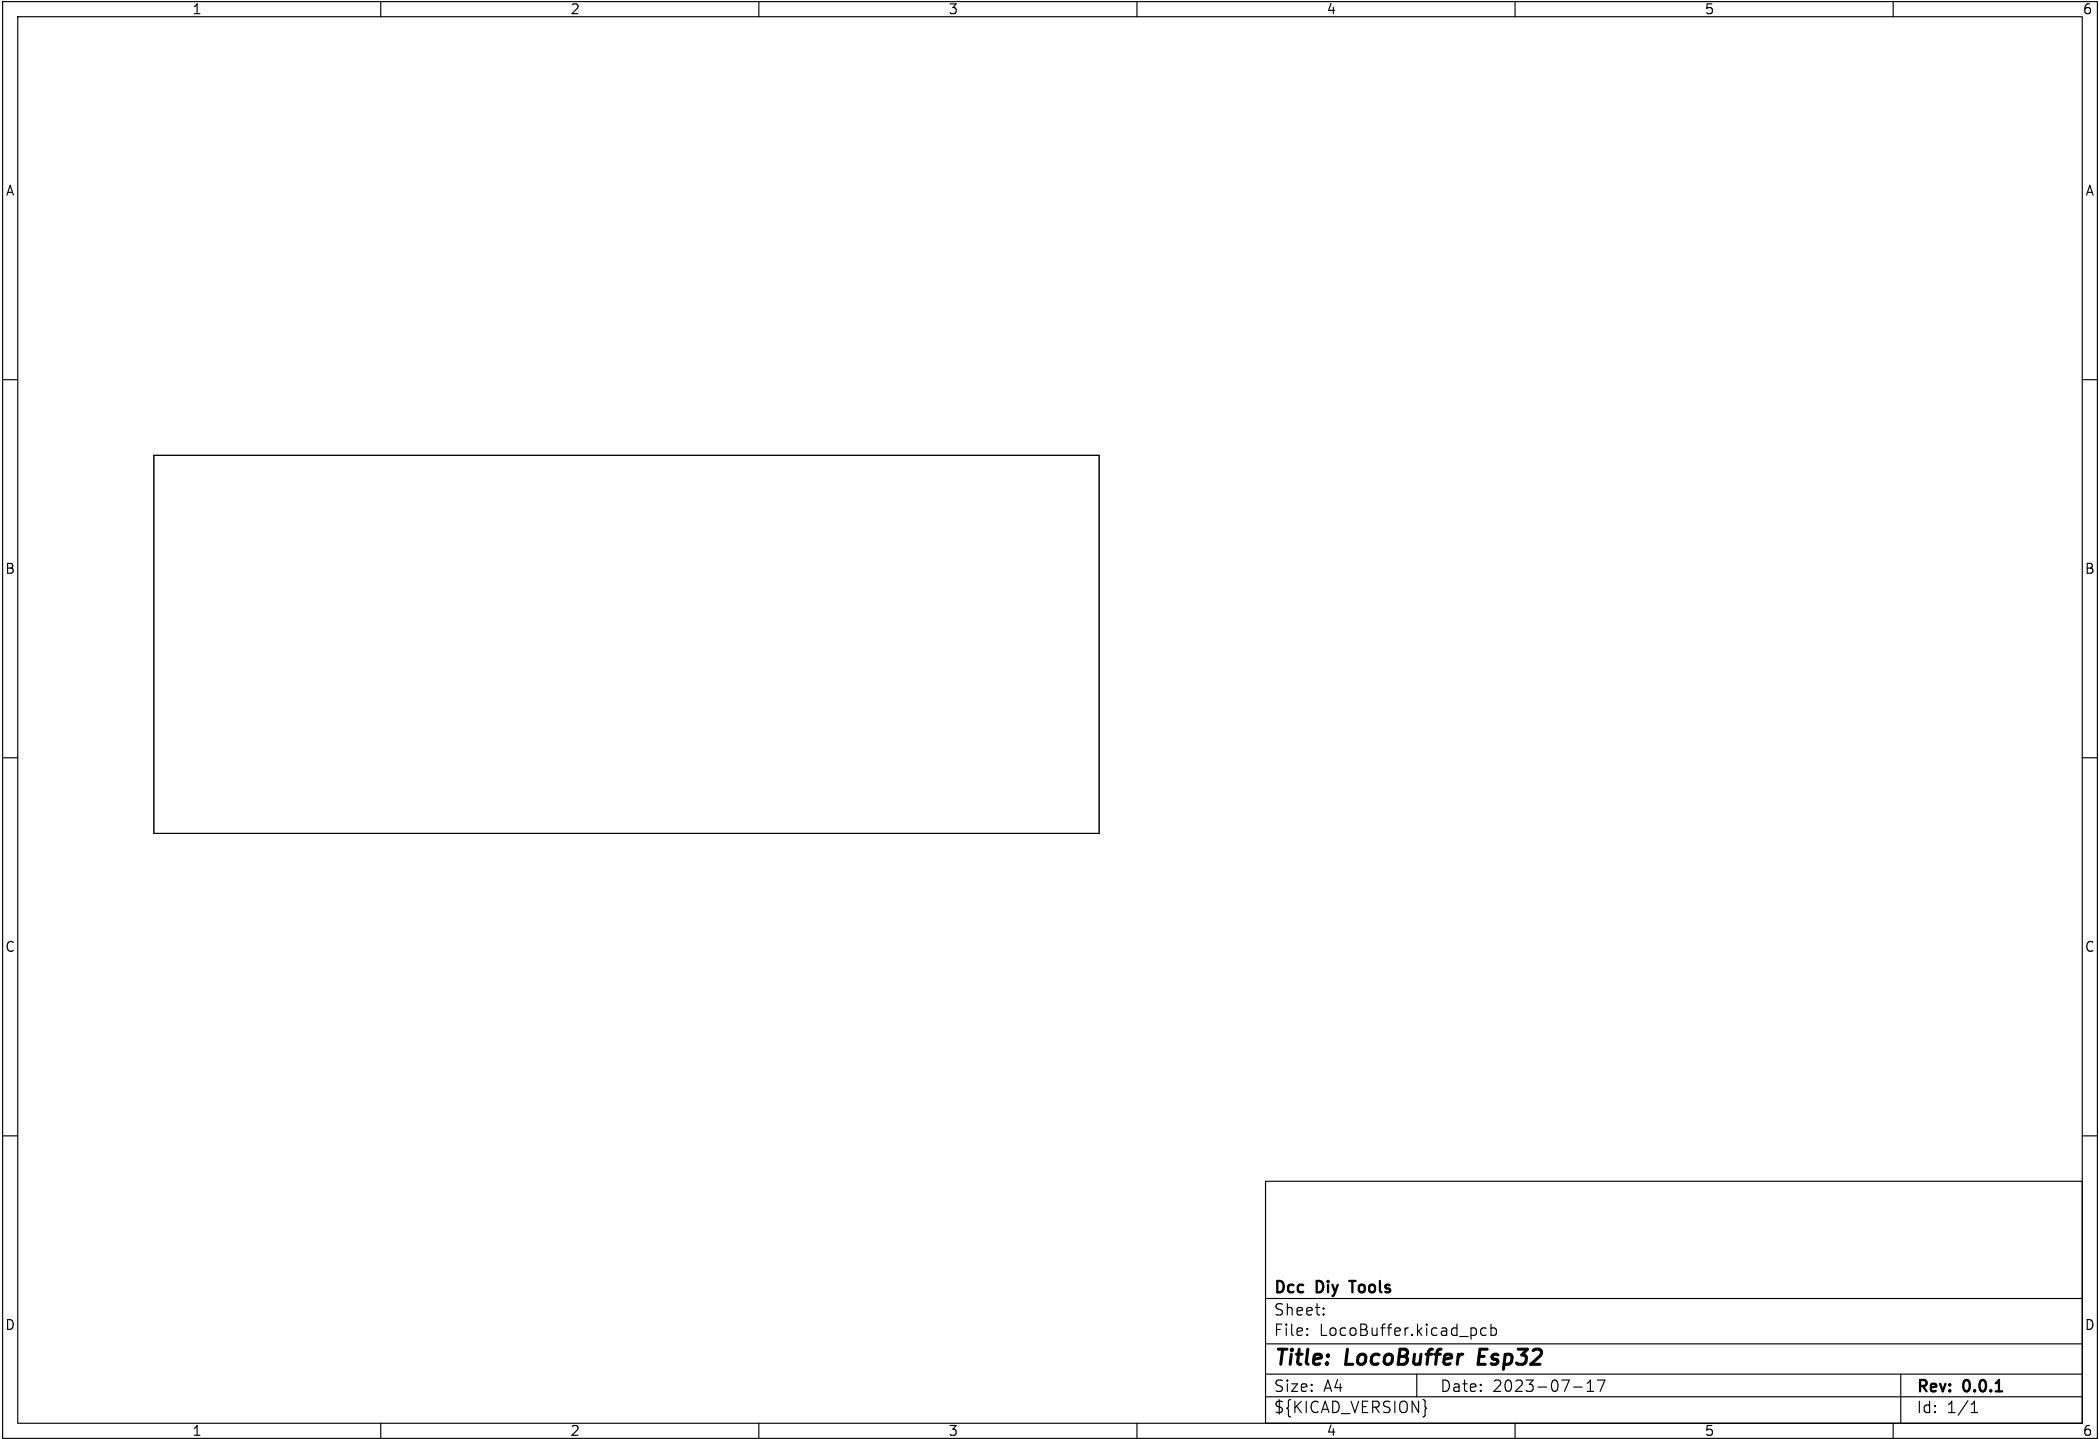 1 2 3 4 5 6
A A
B B
C C
Dcc Diy Tools
Sheet:
File: LocoBuffer.kicad_pcb
D D
Title: LocoBuffer Esp32
Size: A4 Date: 2023-07-17 Rev: 0.0.1
${KICAD_VERSION} Id: 1/1
1 2 3 4 5 6